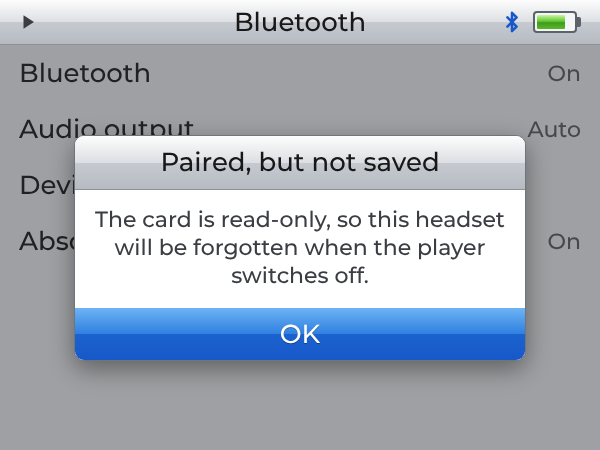 Bluetooth
Bluetooth On
Audio output Auto
The card is read-only, so this headset
will be forgotten when the player
switches off.
Paired, but not saved
On
OK